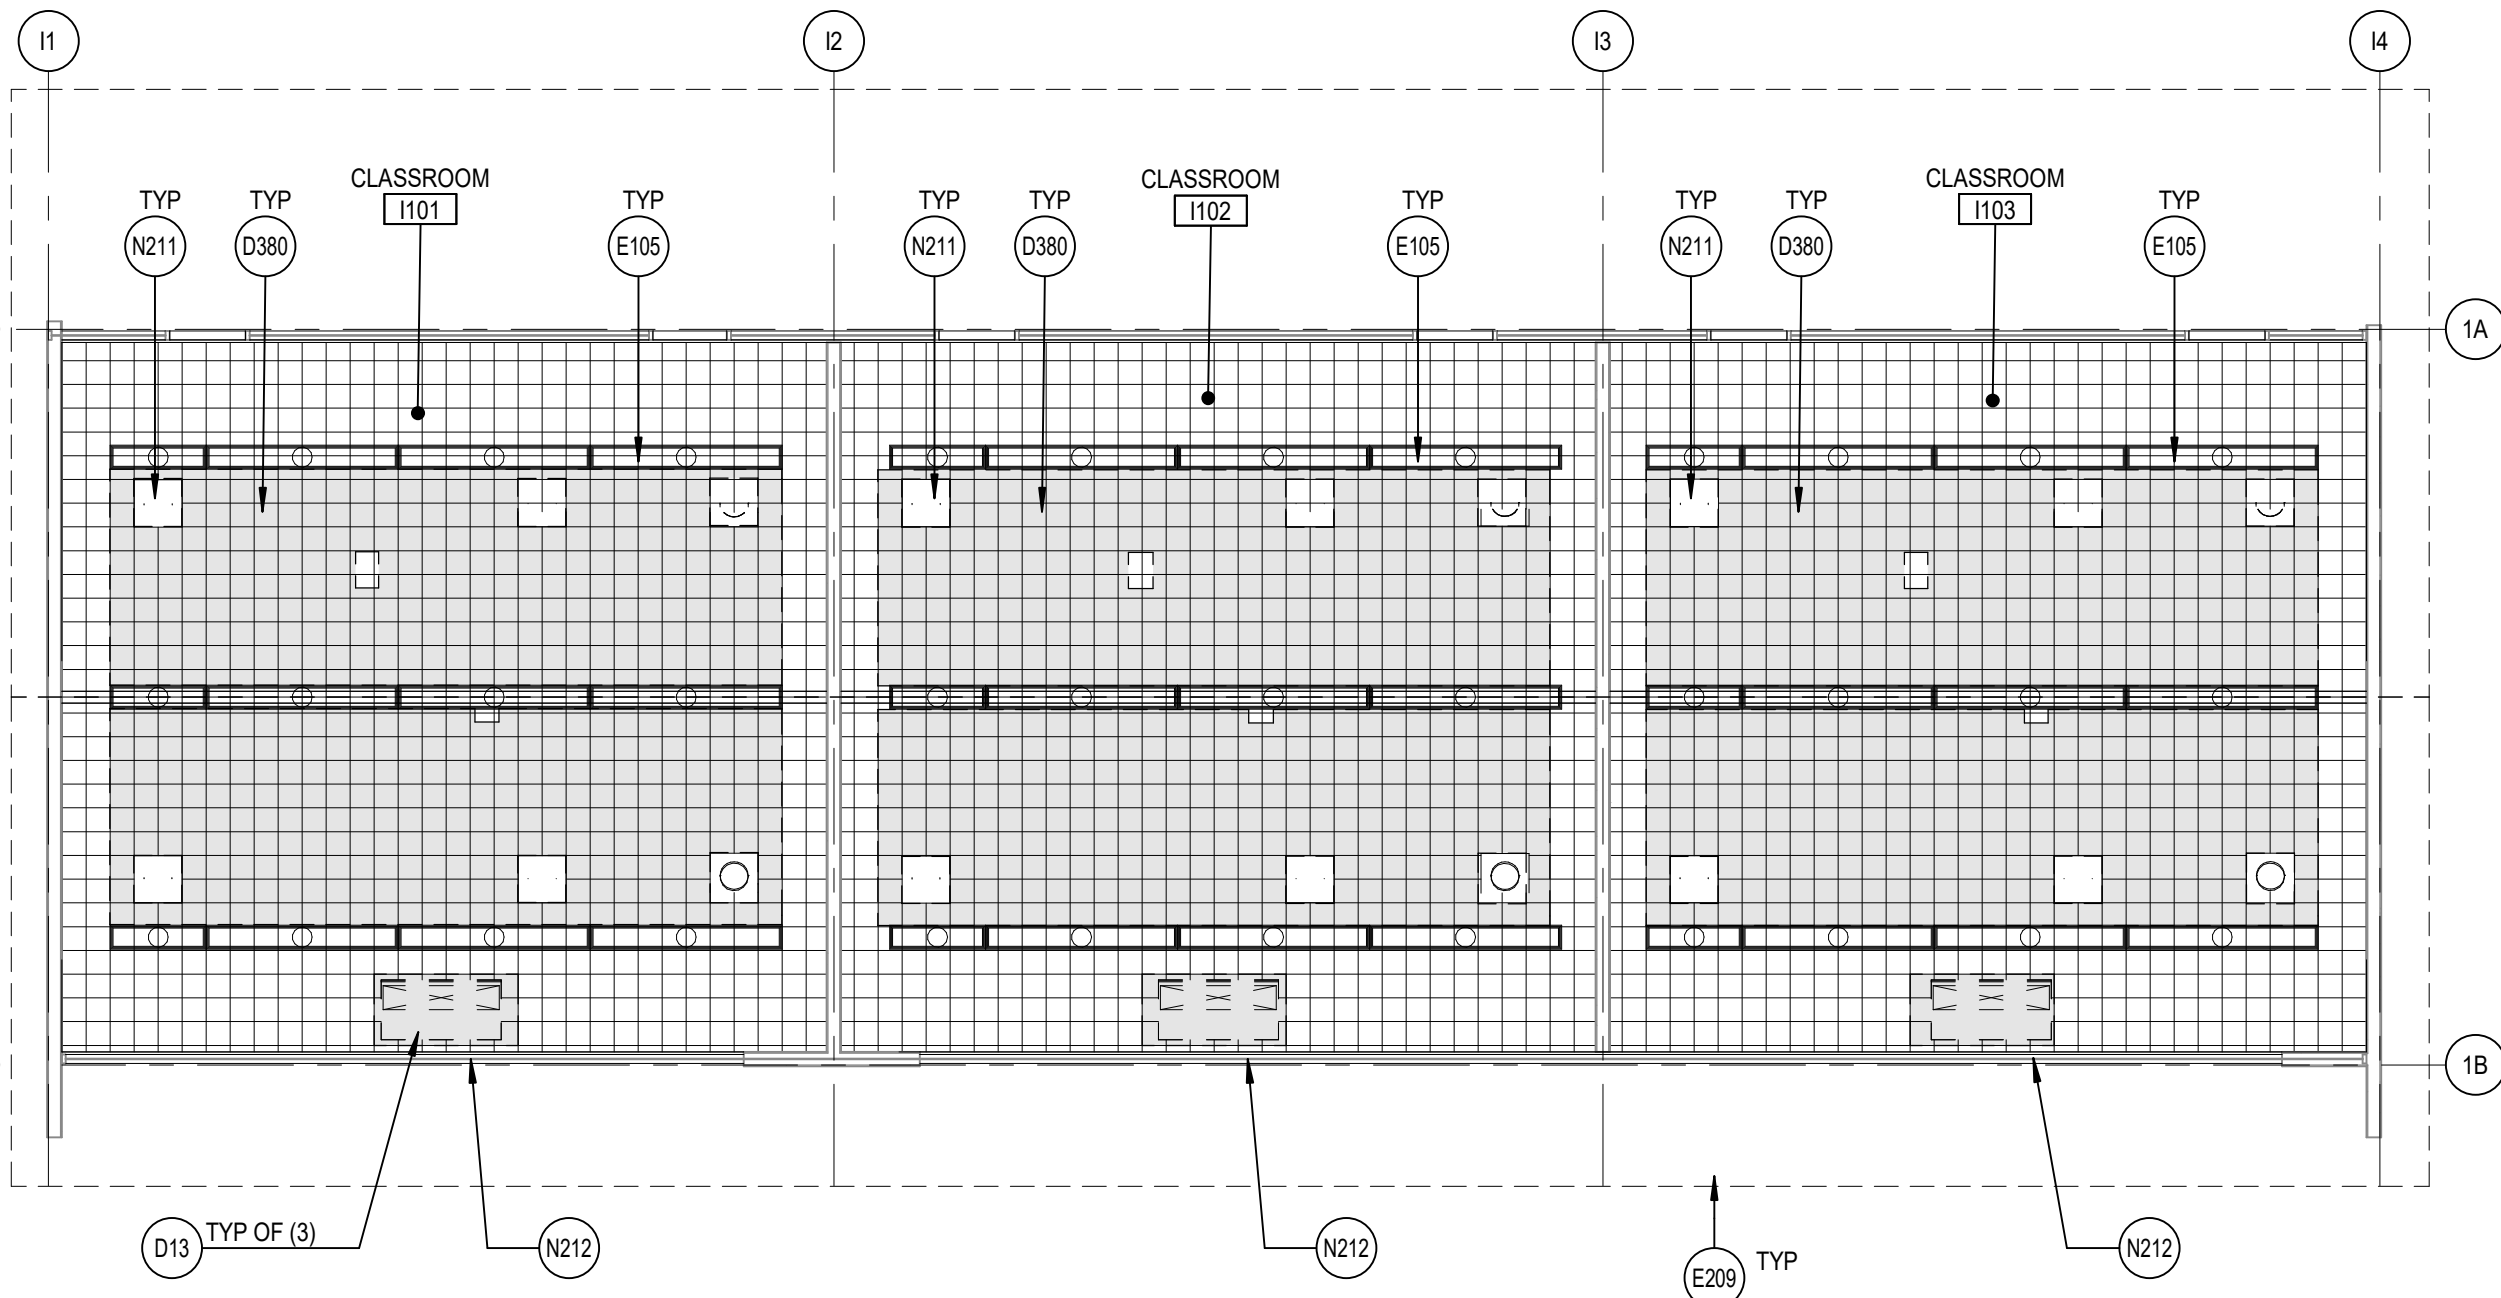 I1 I2 I3 I4
CLASSROOM CLASSROOM CLASSROOM
TYP TYP I101 TYP TYP TYP I102 TYP TYP TYP I103 TYP
N211 D380 E105 N211 D380 E105 N211 D380 E105
1A
1B
D13 TYP OF (3) N212 N212 TYP N212
E209